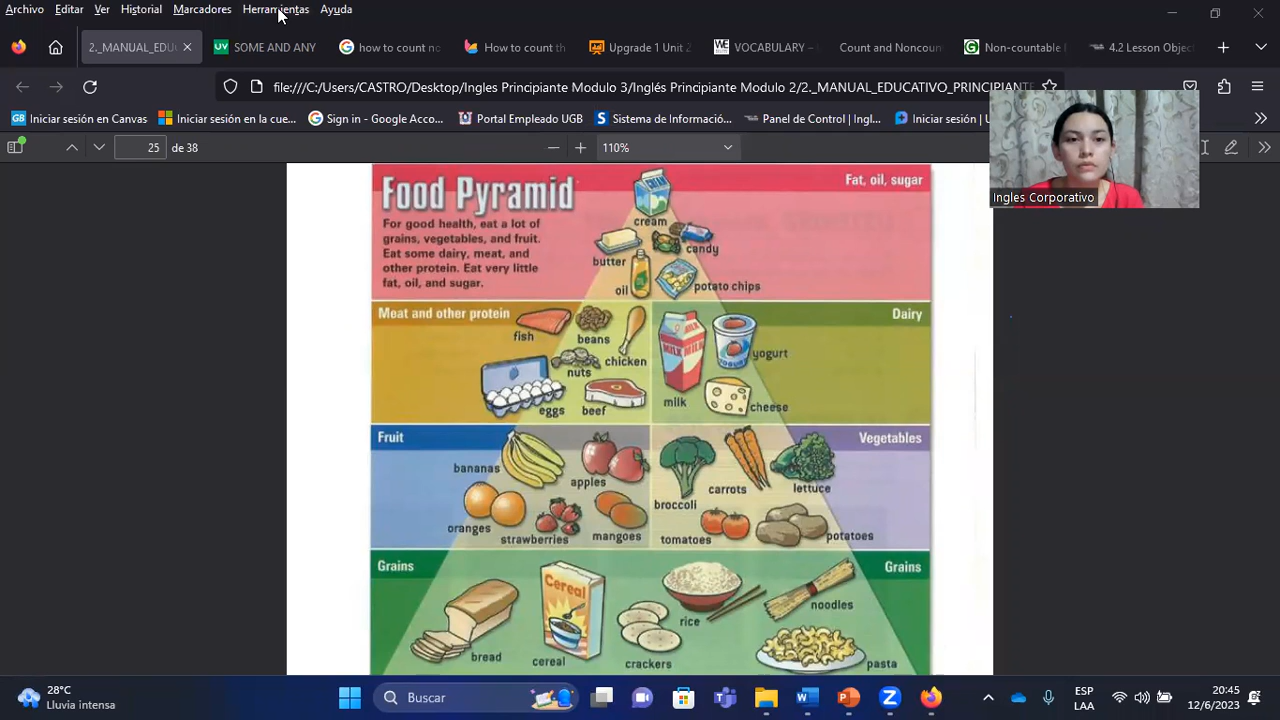 Archivo Editar Ver Historial Marcadores Herramientas Ayuda
2._MANUAL_EDU
SOME AND ANY
how to count no
How to count th
Upgrade 1 Unit 2
VOCABULARY –
Count and Noncoun
Non-countable
4.2 Lesson Objec
file:///C:/Users/CASTRO/Desktop/Ingles Principiante Modulo 3/Inglés Principiante Modulo 2/2._MANUAL_EDUCATIVO_PRINCIPIANTE
Iniciar sesión en Canvas
Iniciar sesión en la cue...
Sign in - Google Acco...
Portal Empleado UGB
Sistema de Informació...
Panel de Control | Ingl...
Iniciar sesión |
25 de 38
110%
Ingles Corporativo
Food Pyramid
For good health, eat a lot of
grains, vegetables, and fruit.
Eat some dairy, meat, and
other protein. Eat very little
fat, oil, and sugar.
Fat, oil, sugar
CREAM
cream
butter
candy
oil
potato chips
Meat and other protein
fish
beans
chicken
nuts
eggs
beef
Dairy
MILK
YOGURT
yogurt
milk
cheese
Fruit
bananas
apples
oranges
strawberries
mangoes
Vegetables
broccoli
carrots
lettuce
tomatoes
potatoes
Grains
Grains
Cereal
bread
cereal
crackers
rice
noodles
pasta
28°C
Lluvia intensa
Buscar
ESP
LAA
20:45
12/6/2023